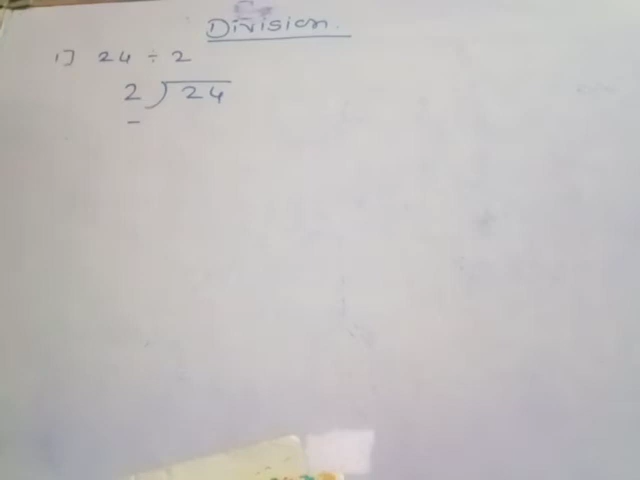 Division.
1] 24 ÷ 2
2 ) 24
–